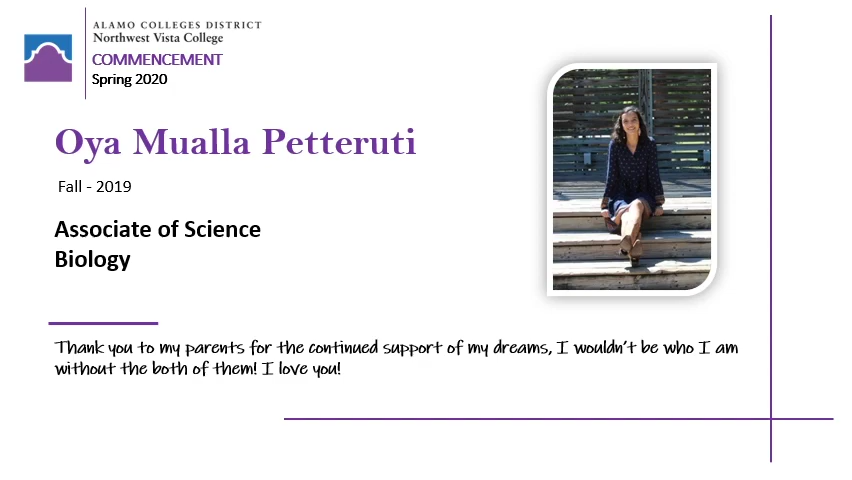 ALAMO COLLEGES DISTRICT
Northwest Vista College
COMMENCEMENT
Spring 2020
Oya Mualla Petteruti
Fall - 2019
Associate of Science
Biology
Thank you to my parents for the continued support of my dreams, I wouldn't be who I am
without the both of them! I love you!